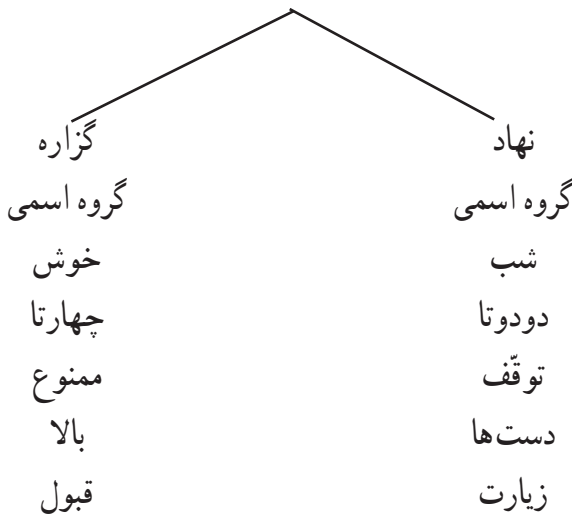 نهاد گزاره
گروه اسمی گروه اسمی
شب خوش
دودوتا چهارتا
توقّف ممنوع
دست‌ها بالا
زیارت قبول